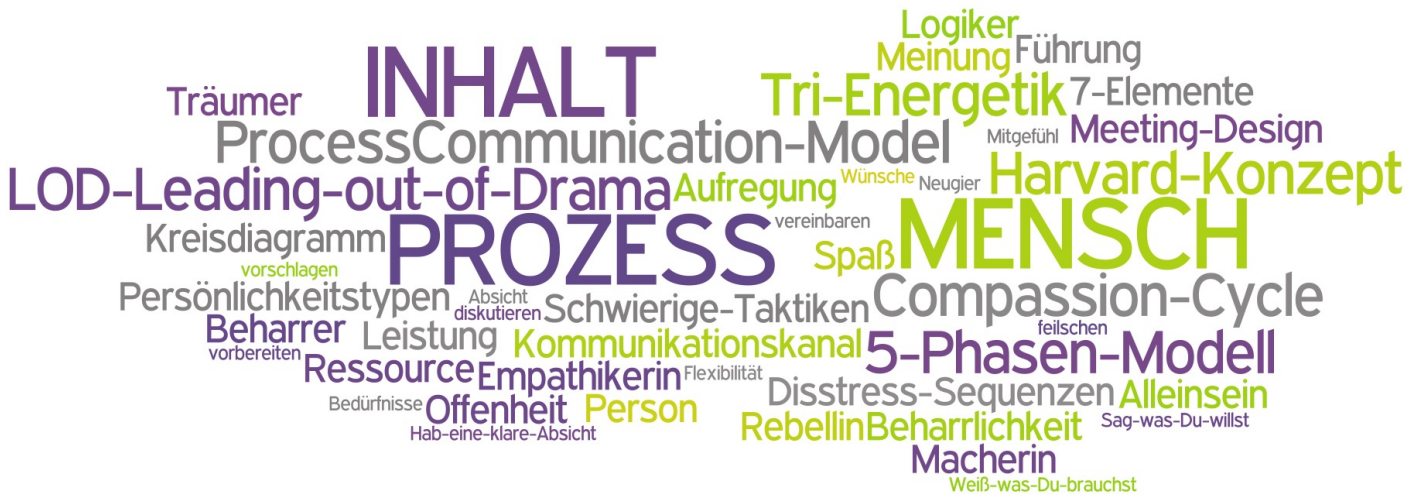 Logiker
INHALT
Meinung Führung
Träumer
Tri-Energetik 7-Elemente
ProcessCommunication-Model
Mitgefühl Meeting-Design
LOD-Leading-out-of-Drama Aufregung Wünsche Neugier Harvard-Konzept
Kreisdiagramm PROZESS vereinbaren MENSCH
Spaß
vorschlagen
Persönlichkeitstypen Absicht Schwierige-Taktiken Compassion-Cycle
diskutieren
Beharrer Leistung feilschen
vorbereiten Kommunikationskanal 5-Phasen-Modell
Ressource Empathikerin Flexibilität
Disstress-Sequenzen Alleinsein
Bedürfnisse Offenheit Person
Rebellin Beharrlichkeit Sag-was-Du-willst
Hab-eine-klare-Absicht
Macherin
Weiß-was-Du-brauchst